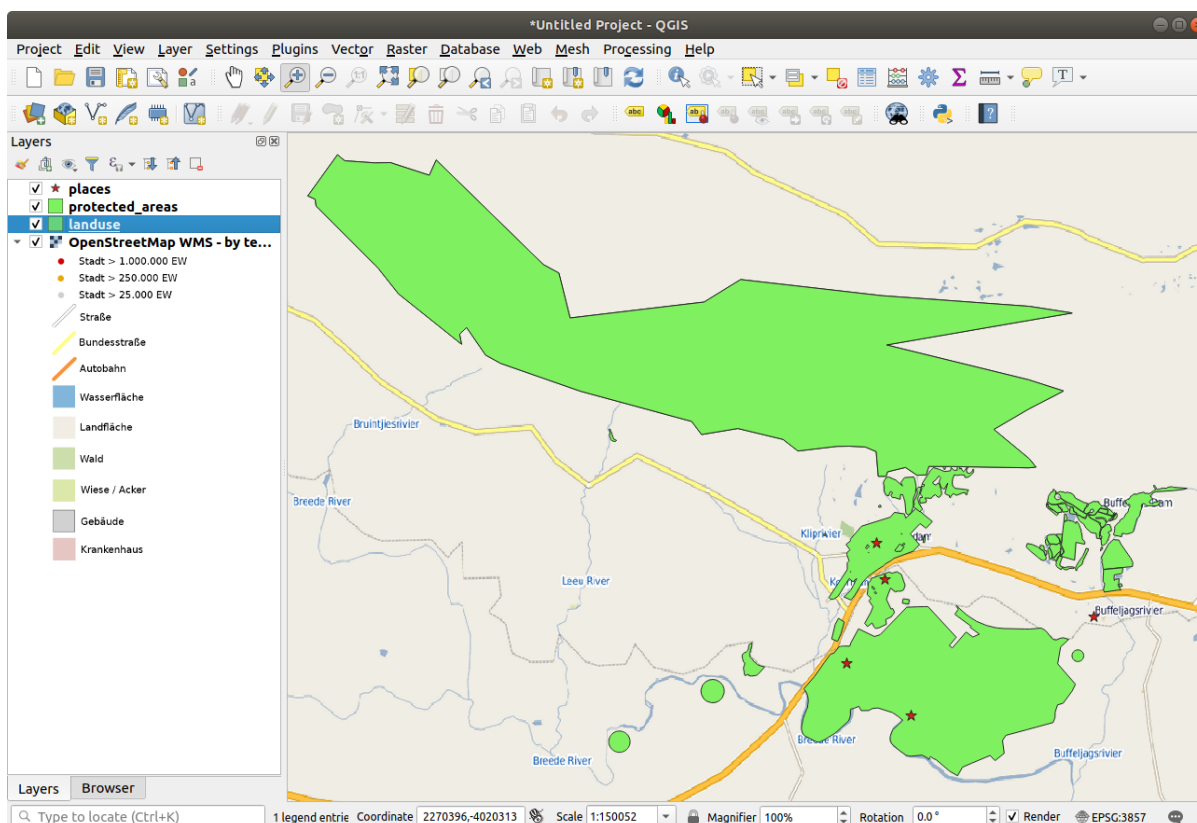 *Untitled Project - QGIS
Project Edit View Layer Settings Plugins Vector Raster Database Web Mesh Processing Help
abc
ab
T
Layers
places
protected_areas
landuse
OpenStreetMap WMS - by te...
Stadt > 1.000.000 EW
Stadt > 250.000 EW
Stadt > 25.000 EW
Straße
Bundesstraße
Autobahn
Wasserfläche
Landfläche
Wald
Wiese / Acker
Gebäude
Krankenhaus
Bruintjiesrivier
Breede River
Kliprivier
dam
Leeu River
Buffeljagsrivier
Breede River
Breede River
Buffeljagsrivier
Layers Browser
Type to locate (Ctrl+K) 1 legend entrie Coordinate 2270396,-4020313 Scale 1:150052 Magnifier 100% Rotation 0.0 ° Render EPSG:3857